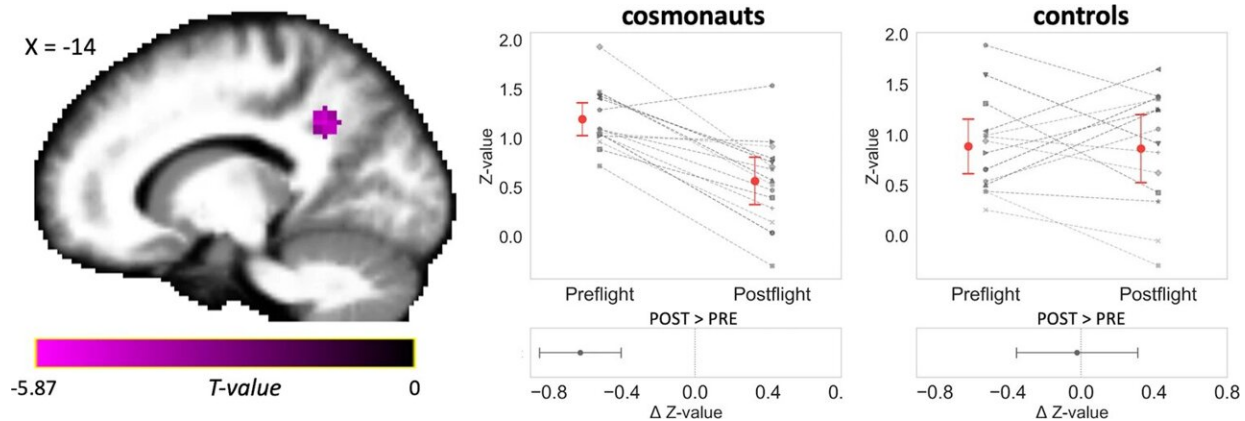 X = -14
-5.87
T-value
0
cosmonauts
2.0
1.5
1.0
0.5
0.0
Z-value
Preflight
Postflight
POST > PRE
−0.8
−0.4
0.0
0.4
0.
Δ Z-value
controls
2.0
1.5
1.0
0.5
0.0
Z-value
Preflight
Postflight
POST > PRE
−0.8
−0.4
0.0
0.4
0.8
Δ Z-value